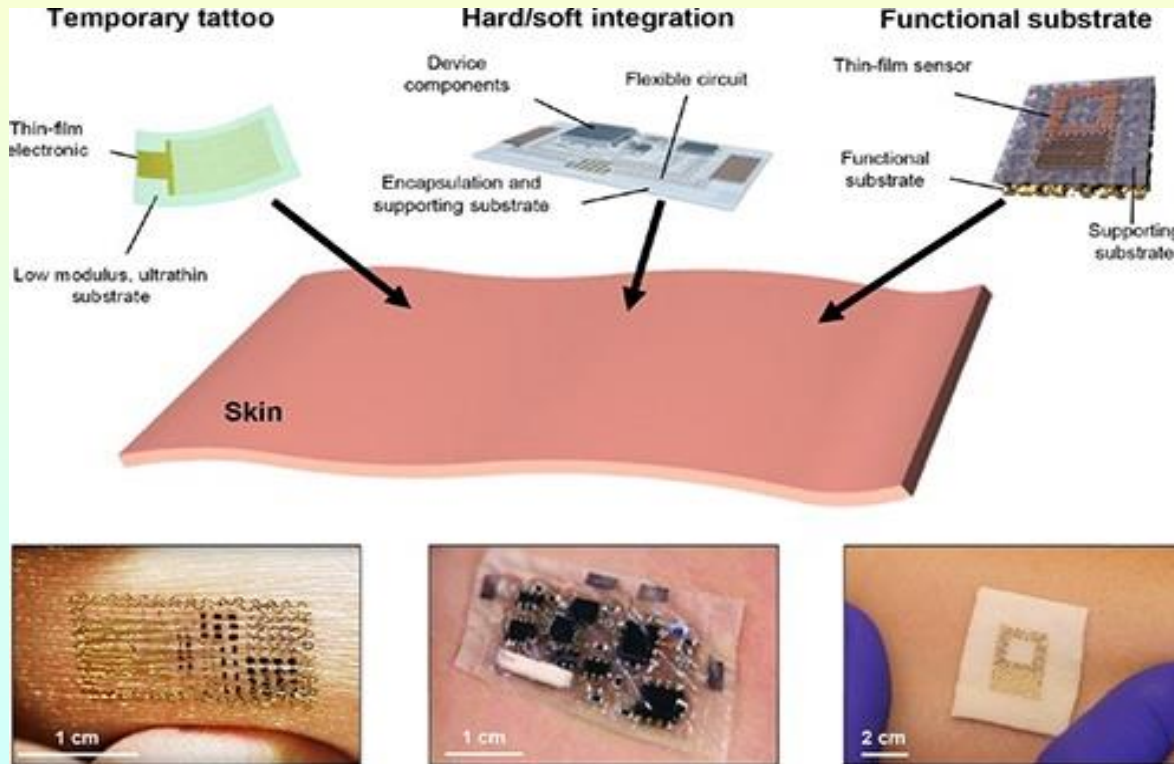 Temporary tattoo
Hard/soft integration
Functional substrate
Thin-film
electronic
Low modulus, ultrathin
substrate
Device
components
Flexible circuit
Encapsulation and
supporting substrate
Thin-film sensor
Functional
substrate
Supporting
substrate
Skin
1 cm
1 cm
2 cm